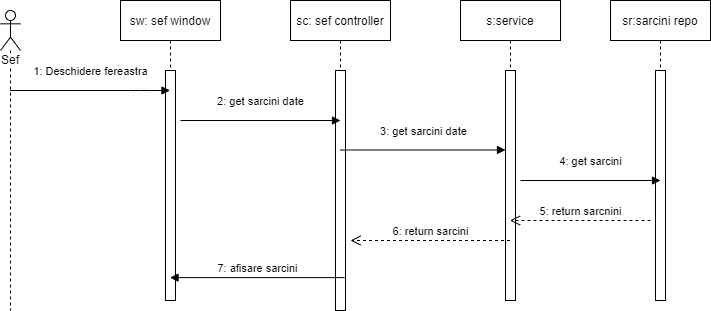 sw: sef window
sc: sef controller
s:service
sr:sarcini repo
Sef
1: Deschidere fereastra
2: get sarcini date
3: get sarcini date
4: get sarcini
5: return sarcnini
6: return sarcini
7: afisare sarcini